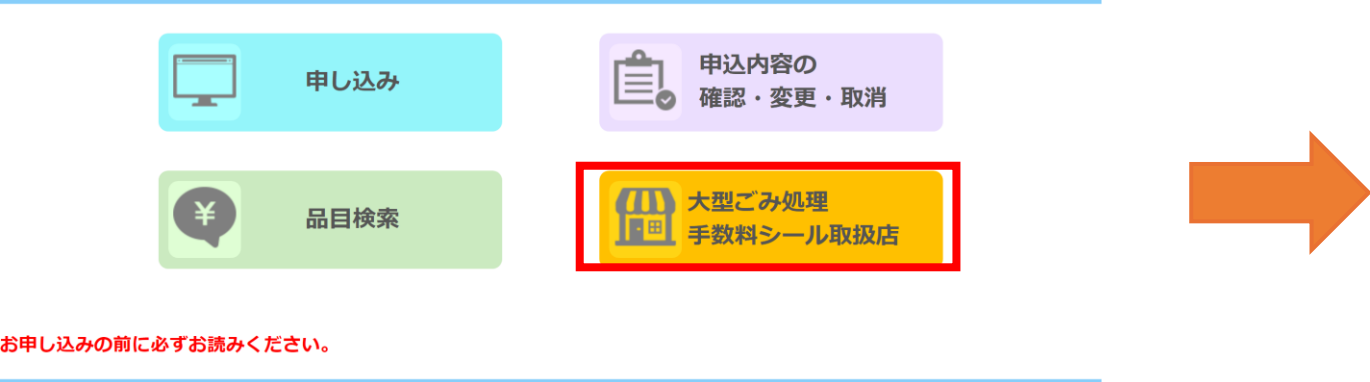 申し込み
申込内容の
確認・変更・取消
¥
品目検索
大型ごみ処理
手数料シール取扱店
お申し込みの前に必ずお読みください。